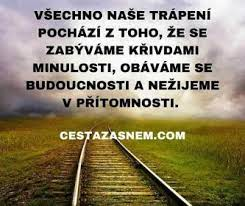 VŠECHNO NAŠE TRÁPENÍ
POCHÁZÍ Z TOHO, ŽE SE
ZABÝVÁME KŘIVDAMI
MINULOSTI, OBÁVÁME SE
BUDOUCNOSTI A NEŽIJEME
V PŘÍTOMNOSTI.
CESTAZASNEM.COM